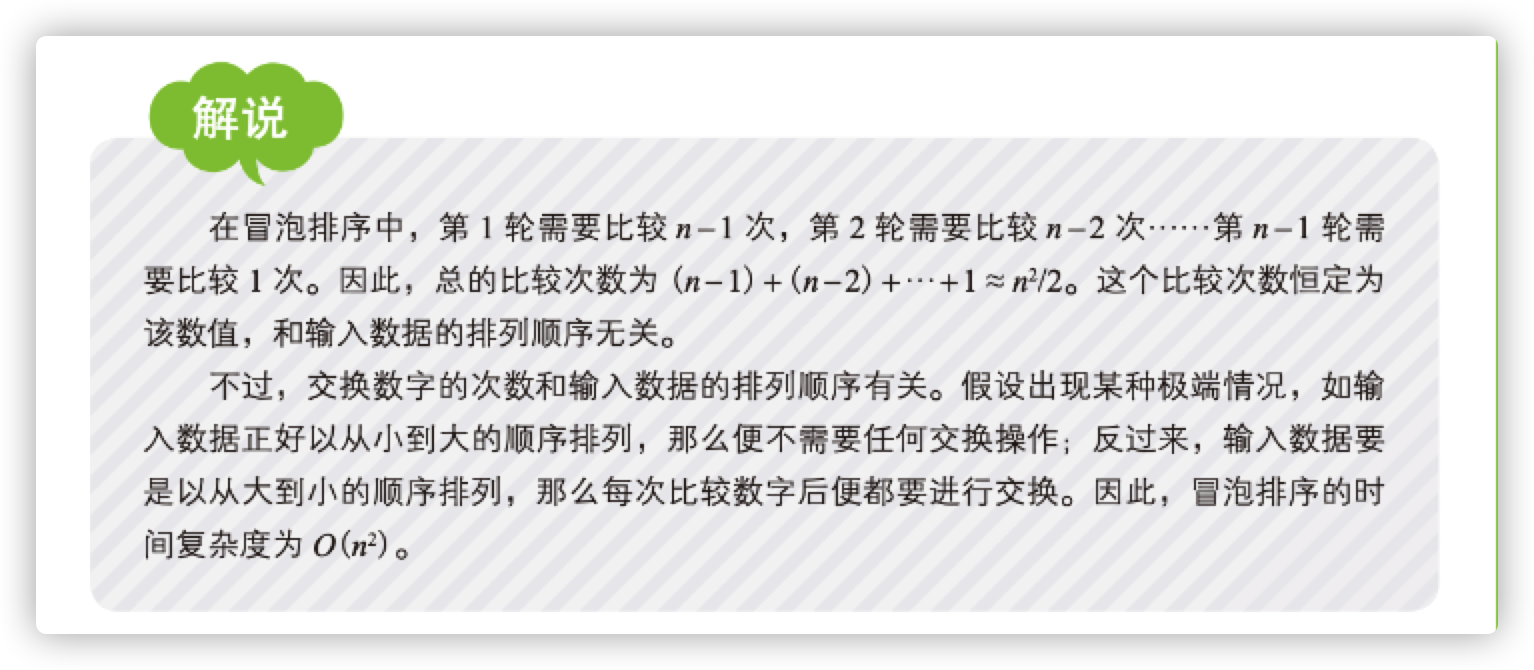 解说
在冒泡排序中，第 1 轮需要比较 n－1 次，第 2 轮需要比较 n－2 次……第 n－1 轮需
要比较 1 次。因此，总的比较次数为（n－1）+（n－2）+…+1 ≈ n²/2。这个比较次数恒定为
该数值，和输入数据的排列顺序无关。
不过，交换数字的次数和输入数据的排列顺序有关。假设出现某种极端情况，如输
入数据正好以从小到大的顺序排列，那么便不需要任何交换操作；反过来，输入数据要
是以从大到小的顺序排列，那么每次比较数字后便都要进行交换。因此，冒泡排序的时
间复杂度为 O(n²)。